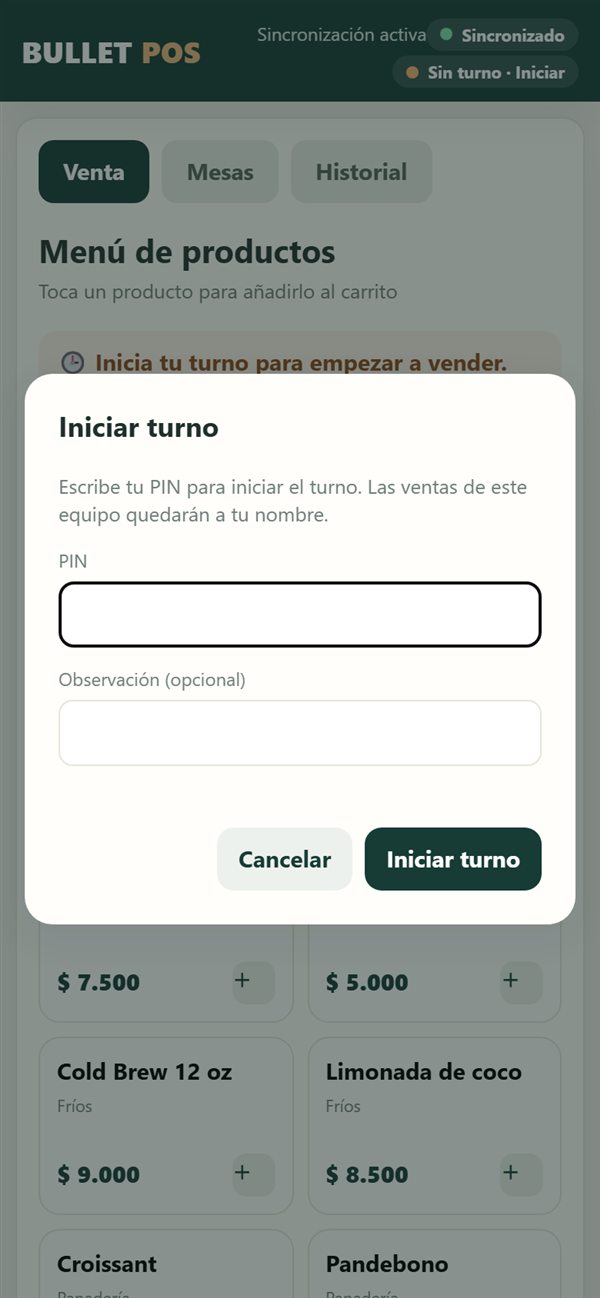 BULLET POS
Sincronización activa
Sincronizado
Sin turno · Iniciar
Venta
Mesas
Historial
Menú de productos
Toca un producto para añadirlo al carrito
Inicia tu turno para empezar a vender.
Iniciar turno
Escribe tu PIN para iniciar el turno. Las ventas de este
equipo quedarán a tu nombre.
PIN
Observación (opcional)
Cancelar
Iniciar turno
$ 7.500
+
$ 5.000
+
Cold Brew 12 oz
Fríos
$ 9.000
+
Limonada de coco
Fríos
$ 8.500
+
Croissant
Panadería
Pandebono
Panadería